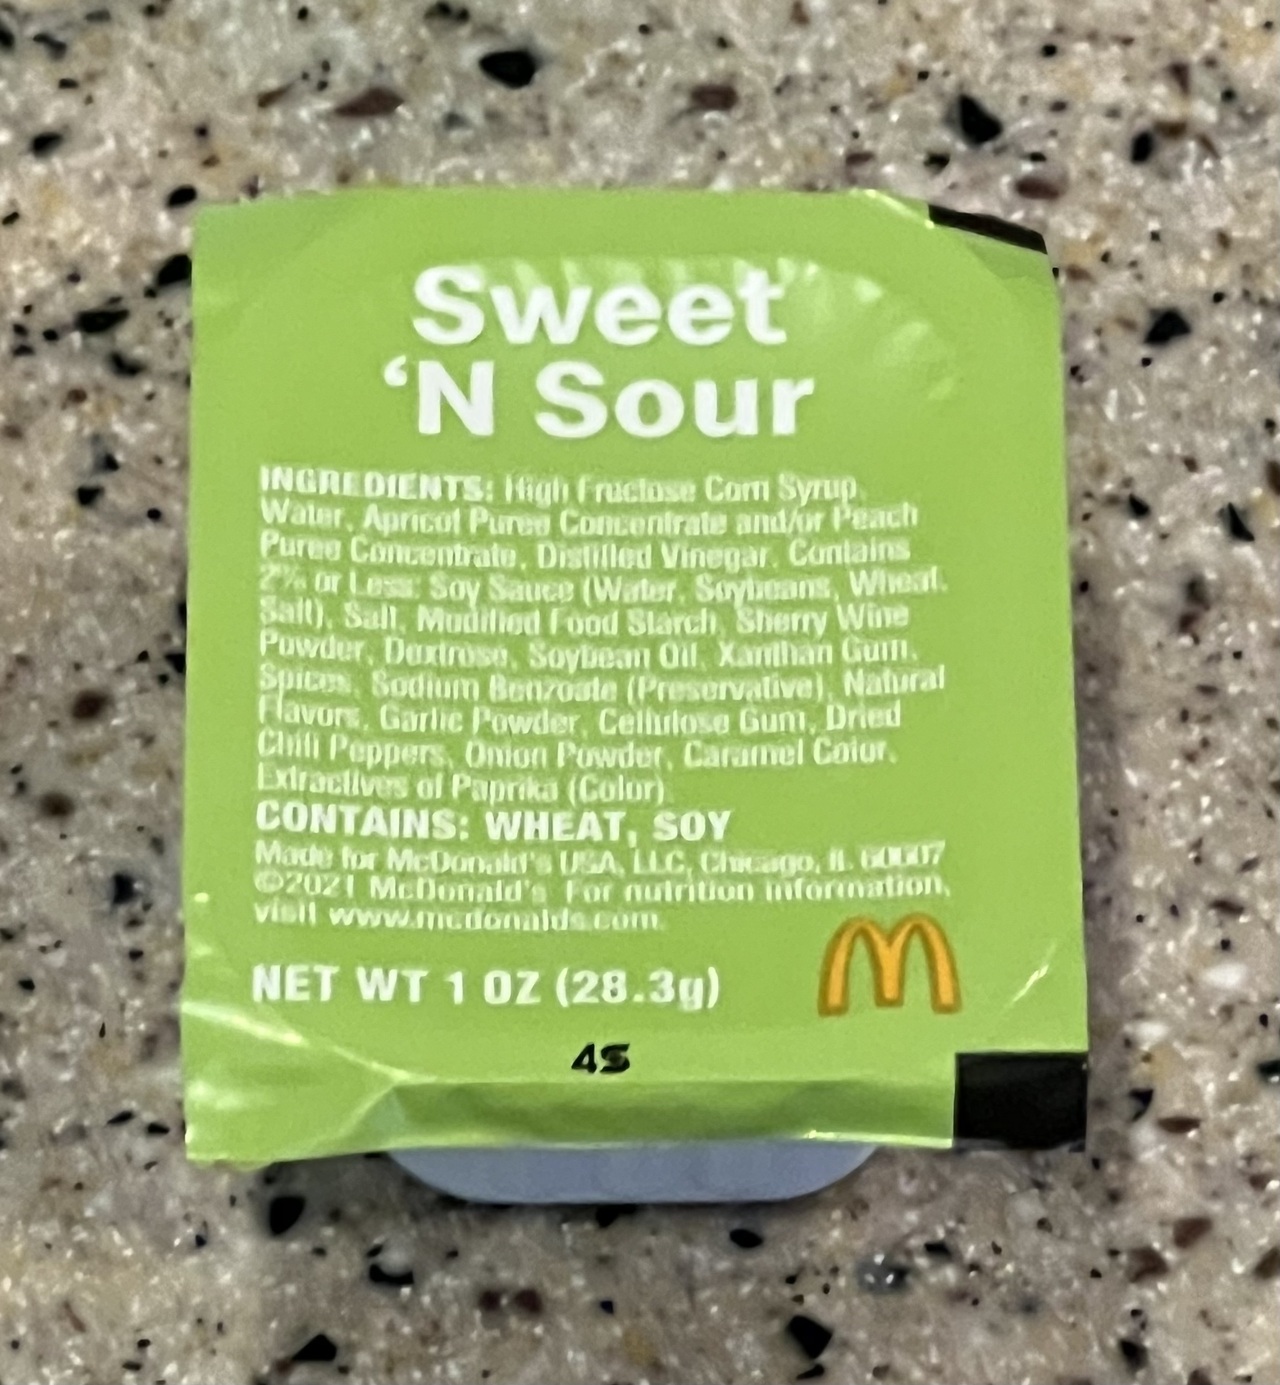 Sweet
‘N Sour
INGREDIENTS: High Fructose Corn Syrup,
Water, Apricot Puree Concentrate and/or Peach
Puree Concentrate, Distilled Vinegar, Contains
2% or Less: Soy Sauce (Water, Soybeans, Wheat,
Salt), Salt, Modified Food Starch, Sherry Wine
Powder, Dextrose, Soybean Oil, Xanthan Gum,
Spices, Sodium Benzoate (Preservative), Natural
Flavors, Garlic Powder, Cellulose Gum, Dried
Chili Peppers, Onion Powder, Caramel Color,
Extractives of Paprika (Color).
CONTAINS: WHEAT, SOY
Made for McDonald's USA, LLC, Chicago, IL 60607
©2021 McDonald's For nutrition information,
visit www.mcdonalds.com.
NET WT 1 OZ (28.3g)
4S